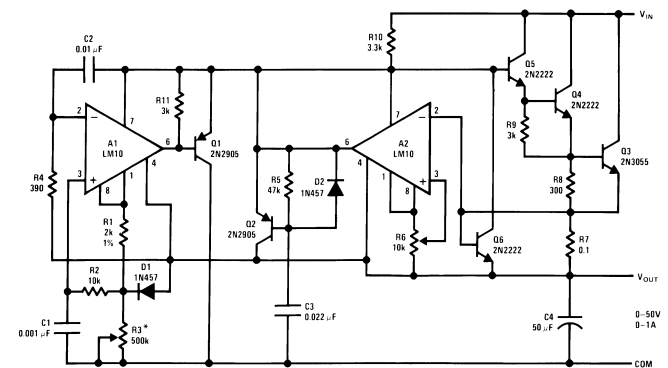 VIN
R10
3.3k
C2
0.01 μF
Q5
2N2222
Q4
2N2222
R11
3k
7
7
2
−
A1
LM10
6
Q1
2N2905
6
A2
LM10
−
2
R9
3k
Q3
2N3055
R4
390
3
+
8
1
4
R5
47k
D2
1N457
4
1
8
+
3
R8
300
R1
2k
1%
Q2
2N2905
R6
10k
Q6
2N2222
R7
0.1
R2
10k
D1
1N457
VOUT
C1
0.001 μF
R3*
500k
C3
0.022 μF
C4
50 μF
0–50V
0–1A
COM